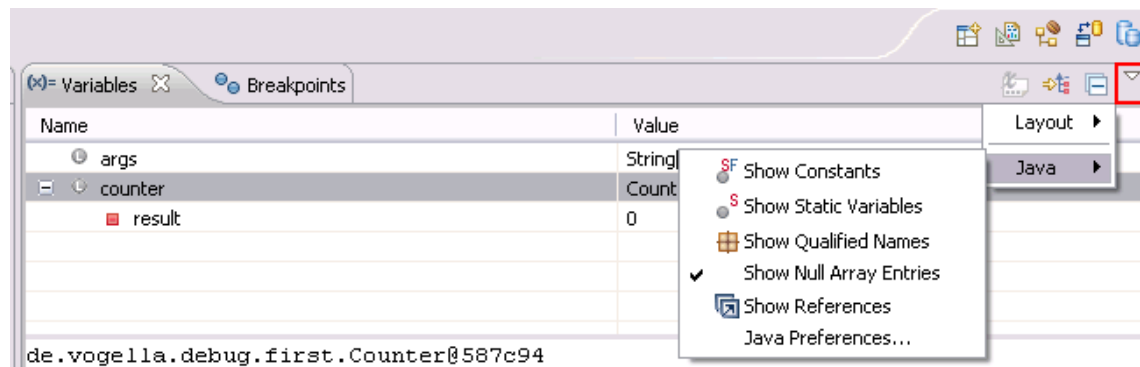 (x)= Variables Breakpoints
Name Value
Layout
args String[
Java
counter Count
result 0
SF Show Constants
S Show Static Variables
Show Qualified Names
Show Null Array Entries
Show References
Java Preferences...
de.vogella.debug.first.Counter@587c94